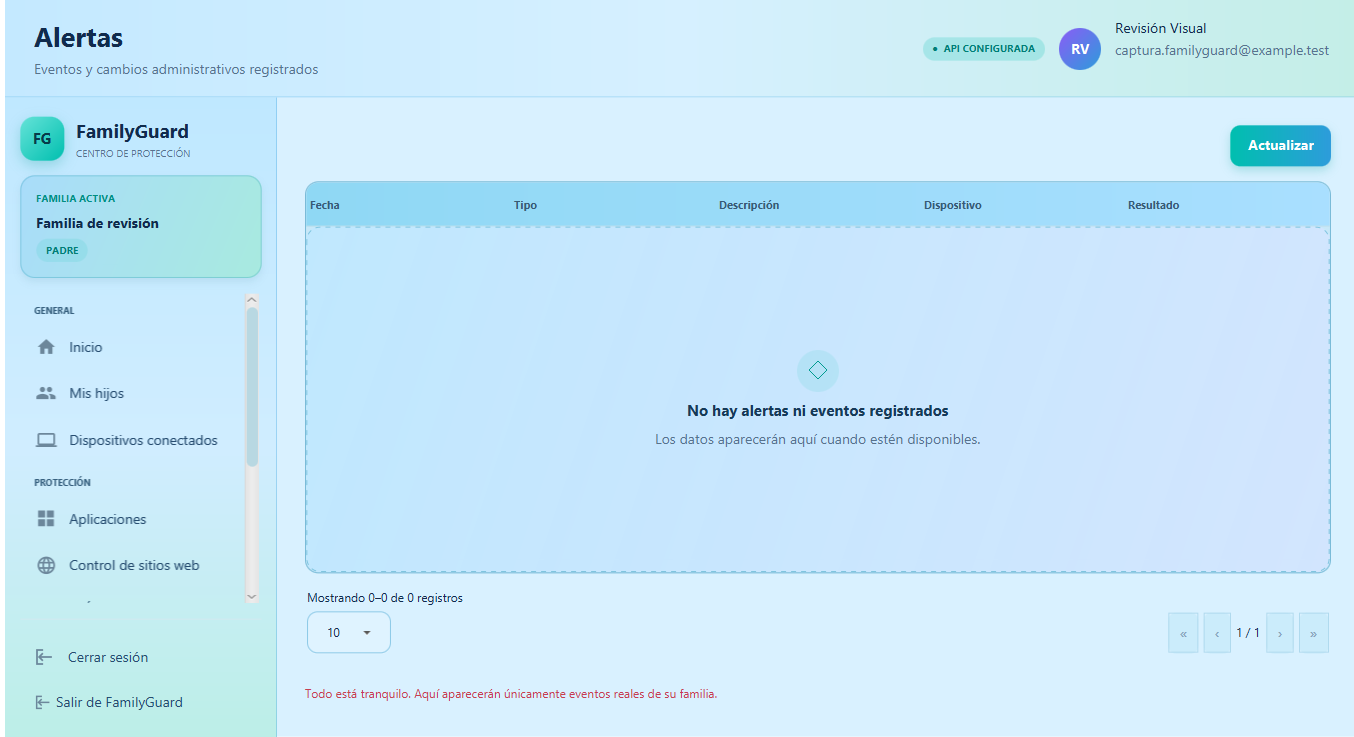 Alertas
Eventos y cambios administrativos registrados
• API CONFIGURADA
RV
Revisión Visual
captura.familyguard@example.test
FG
FamilyGuard
CENTRO DE PROTECCIÓN
FAMILIA ACTIVA
Familia de revisión
PADRE
GENERAL
Inicio
Mis hijos
Dispositivos conectados
PROTECCIÓN
Aplicaciones
Control de sitios web
Cerrar sesión
Salir de FamilyGuard
Actualizar
Fecha Tipo Descripción Dispositivo Resultado
No hay alertas ni eventos registrados
Los datos aparecerán aquí cuando estén disponibles.
Mostrando 0–0 de 0 registros
10
« ‹ 1 / 1 › »
Todo está tranquilo. Aquí aparecerán únicamente eventos reales de su familia.